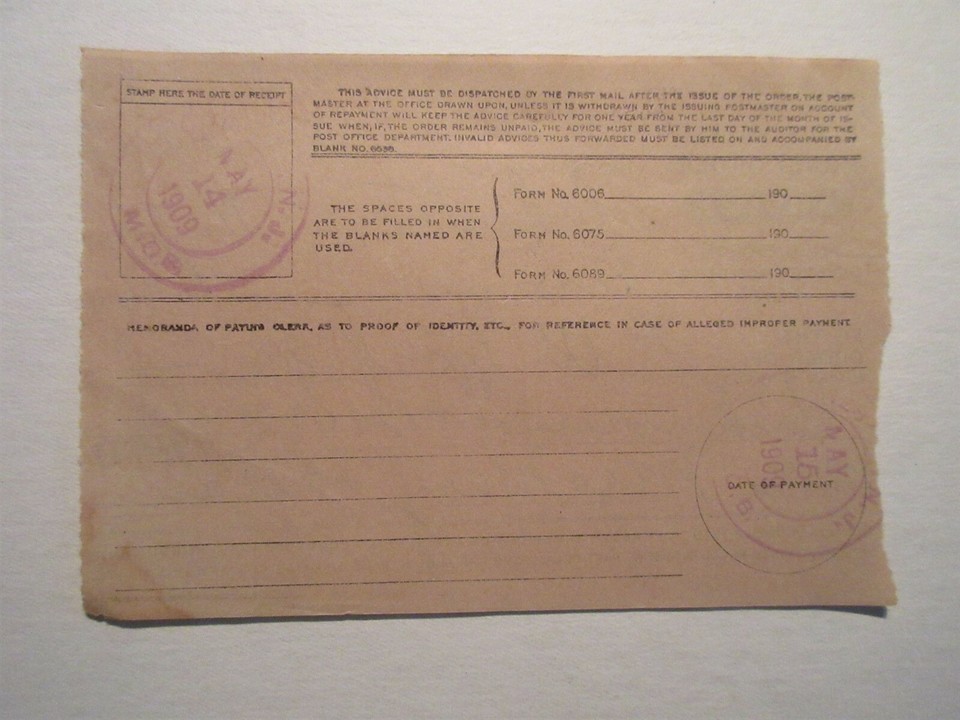 STAMP HERE THE DATE OF RECEIPT
MAY
14
1909
N. J.
THIS ADVICE MUST BE DISPATCHED BY THE FIRST MAIL AFTER THE ISSUE OF THE ORDER, THE POST-
MASTER AT THE OFFICE DRAWN UPON, UNLESS IT IS WITHDRAWN BY THE ISSUING POSTMASTER ON ACCOUNT
OF REPAYMENT WILL KEEP THE ADVICE CAREFULLY FOR ONE YEAR FROM THE LAST DAY OF THE MONTH OF IS-
SUE WHEN, IF, THE ORDER REMAINS UNPAID, THE ADVICE MUST BE SENT BY HIM TO THE AUDITOR FOR THE
POST OFFICE DEPARTMENT. INVALID ADVICES THUS FORWARDED MUST BE LISTED ON AND ACCOMPANIED BY
BLANK NO.
THE SPACES OPPOSITE
ARE TO BE FILLED IN WHEN
THE BLANKS NAMED ARE
USED.
FORM NO. 6006 190
FORM NO. 6075 190
FORM NO. 6089 190
MEMORANDA OF PAYING CLERK, AS TO PROOF OF IDENTITY, ETC., FOR REFERENCE IN CASE OF ALLEGED IMPROPER PAYMENT
MAY
15
190
DATE OF PAYMENT
N. J.